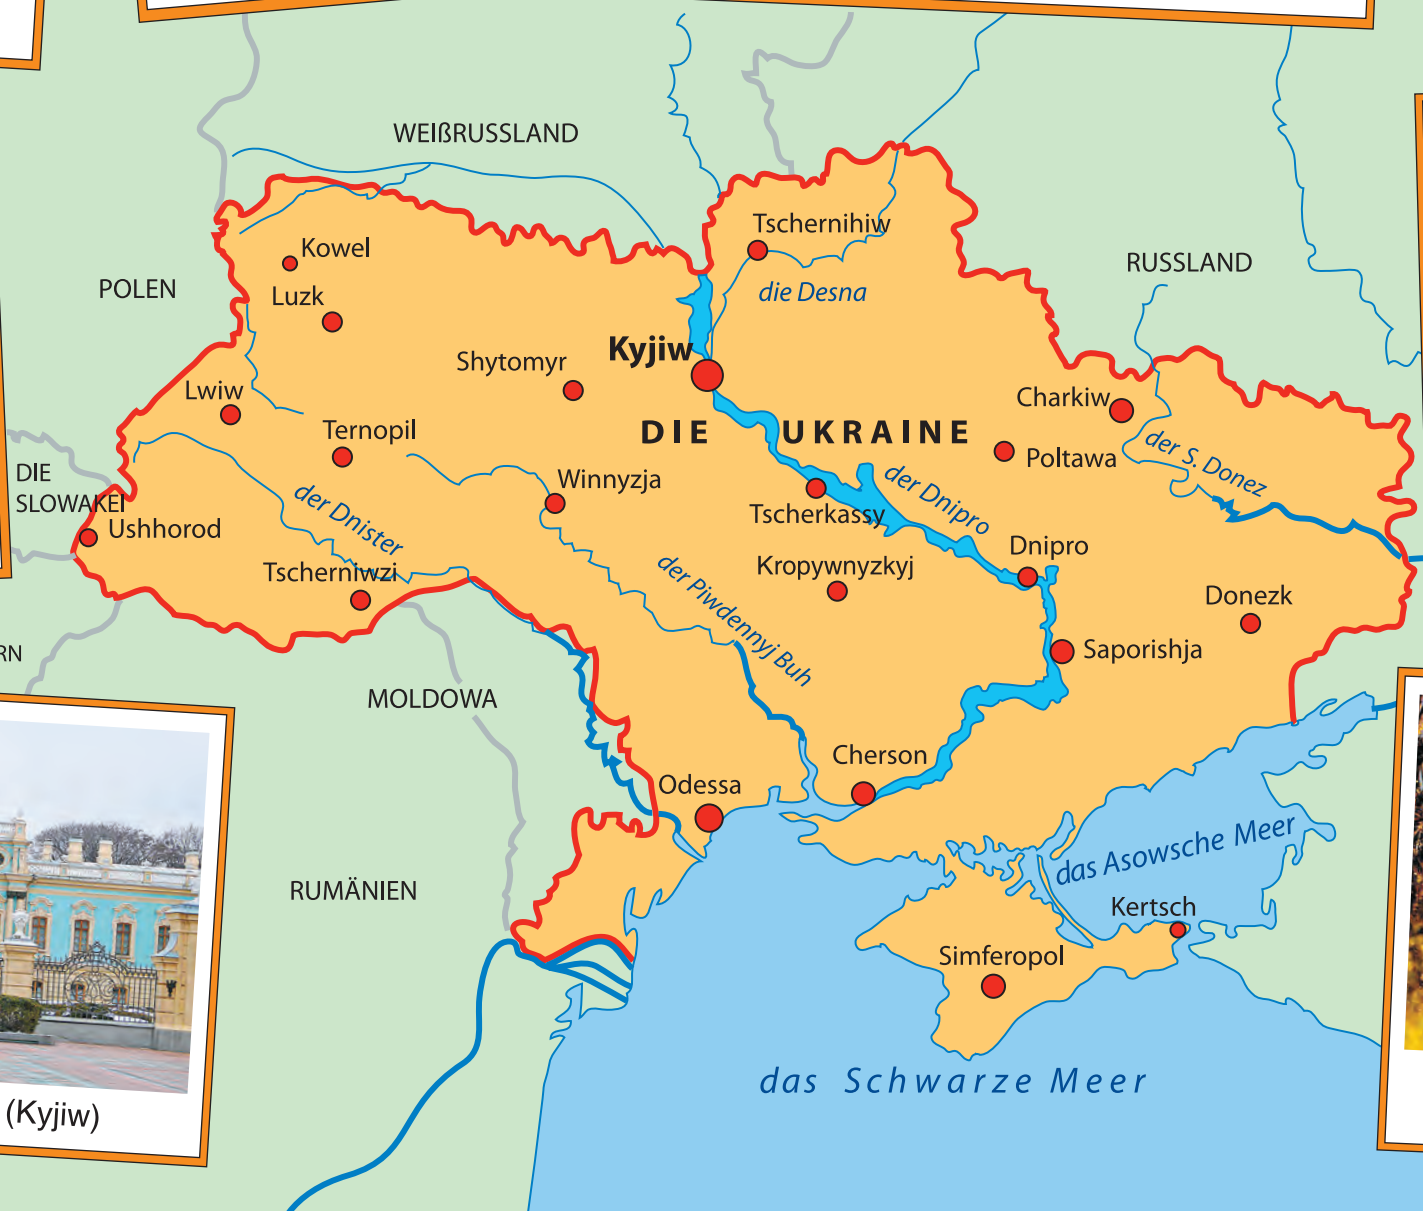 WEIßRUSSLAND
Tschernihiw
Kowel
RUSSLAND
POLEN
Luzk
die Desna
Kyjiw
Shytomyr
Lwiw
Charkiw
Ternopil
DIE UKRAINE
der S. Donez
Poltawa
DIE
SLOWAKEI
Winnyzja
der Dnipro
der Dnister
Tscherkassy
Ushhorod
Dnipro
Tscherniwzi
Kropywnyzkyj
Donezk
der Piwdennyj Buh
Saporishja
RN
MOLDOWA
Cherson
Odessa
das Asowsche Meer
RUMÄNIEN
Kertsch
Simferopol
das Schwarze Meer
(Kyjiw)